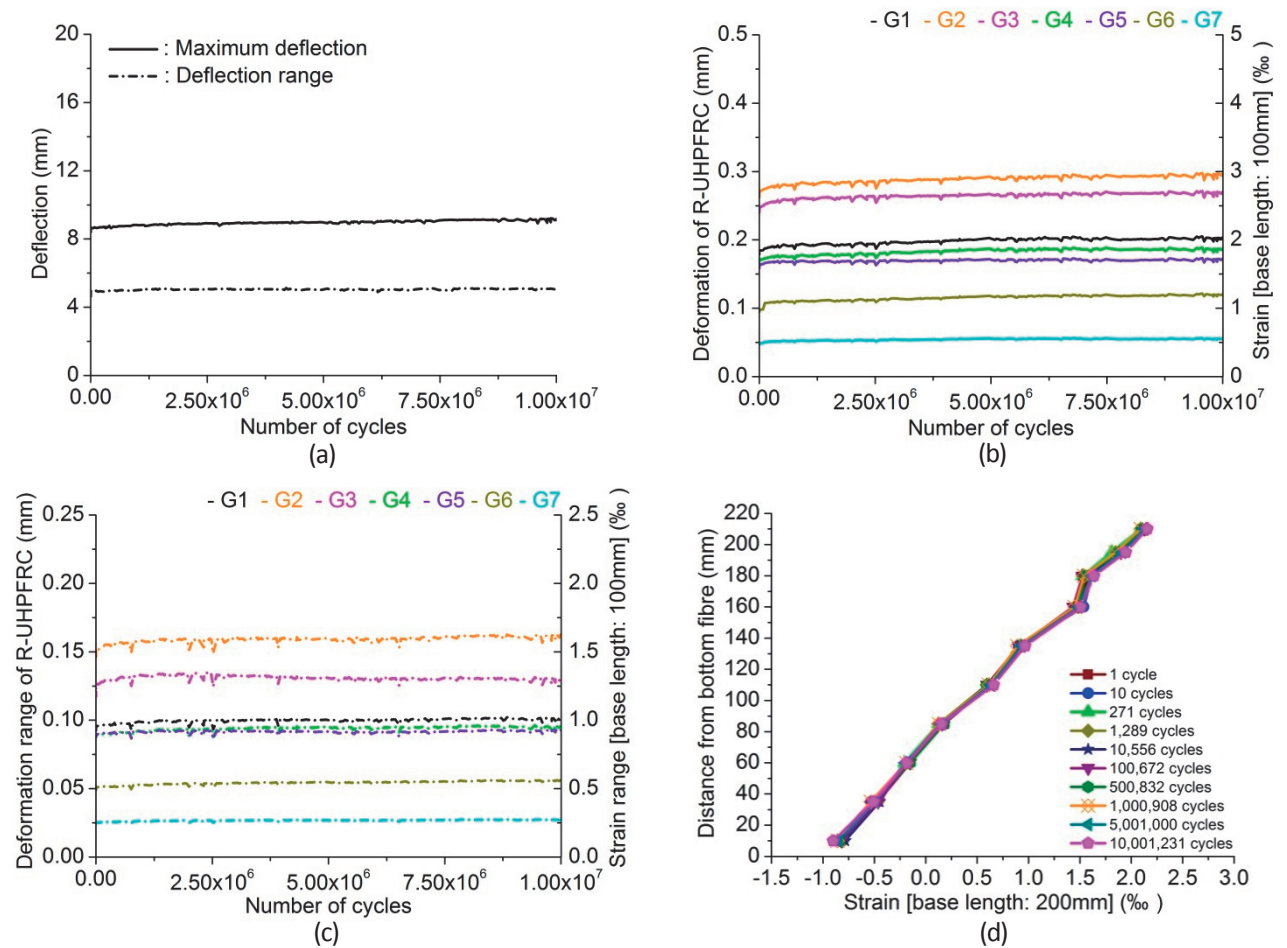 20
16
12
8
4
0
Deflection (mm)
: Maximum deflection
: Deflection range
0.00 2.50x10⁶ 5.00x10⁶ 7.50x10⁶ 1.00x10⁷
Number of cycles
(a)
- G1 - G2 - G3 - G4 - G5 - G6 - G7
0.5
0.4
0.3
0.2
0.1
0.0
Deformation of R-UHPFRC (mm)
5
4
3
2
1
0
Strain [base length: 100mm] (‰)
0.00 2.50x10⁶ 5.00x10⁶ 7.50x10⁶ 1.00x10⁷
Number of cycles
(b)
- G1 - G2 - G3 - G4 - G5 - G6 - G7
0.25
0.20
0.15
0.10
0.05
0.00
Deformation range of R-UHPFRC (mm)
2.5
2.0
1.5
1.0
0.5
0.0
Strain range [base length: 100mm] (‰ )
0.00 2.50x10⁶ 5.00x10⁶ 7.50x10⁶ 1.00x10⁷
Number of cycles
(c)
220
200
180
160
140
120
100
80
60
40
20
0
Distance from bottom fibre (mm)
1 cycle
10 cycles
271 cycles
1,289 cycles
10,556 cycles
100,672 cycles
500,832 cycles
1,000,908 cycles
5,001,000 cycles
10,001,231 cycles
-1.5 -1.0 -0.5 0.0 0.5 1.0 1.5 2.0 2.5 3.0
Strain [base length: 200mm] (‰ )
(d)